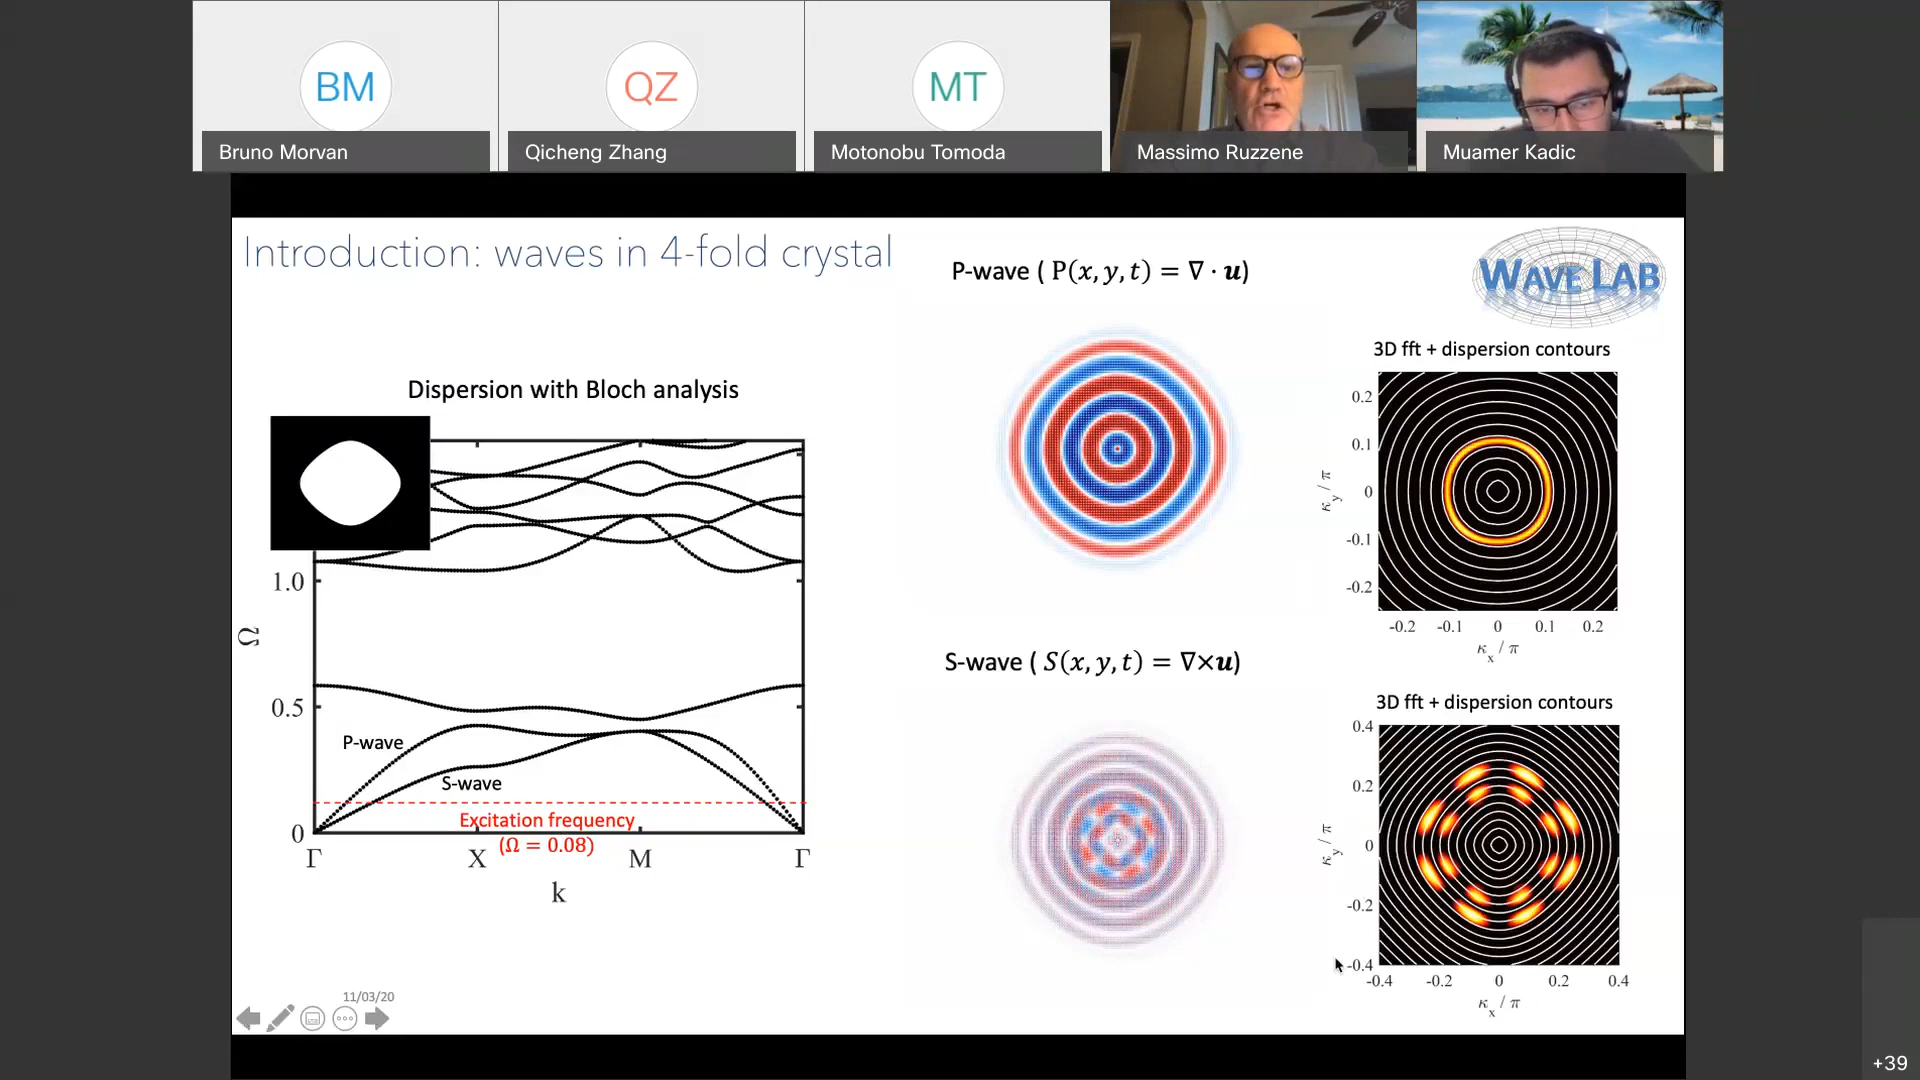 BM
QZ
MT
Bruno Morvan
Qicheng Zhang
Motonobu Tomoda
Massimo Ruzzene
Muamer Kadic
Introduction: waves in 4-fold crystal
WAVE LAB
Dispersion with Bloch analysis
Ω
1.0
0.5
0
P-wave
S-wave
Excitation frequency
(Ω = 0.08)
Γ X M Γ
k
P-wave ( P(x, y, t) = ∇ · u)
3D fft + dispersion contours
κy / π
0.2
0.1
0
-0.1
-0.2
-0.2 -0.1 0 0.1 0.2
κx / π
S-wave ( S(x, y, t) = ∇×u)
3D fft + dispersion contours
κy / π
0.4
0.2
0
-0.2
-0.4
-0.4 -0.2 0 0.2 0.4
κx / π
11/03/20
+39